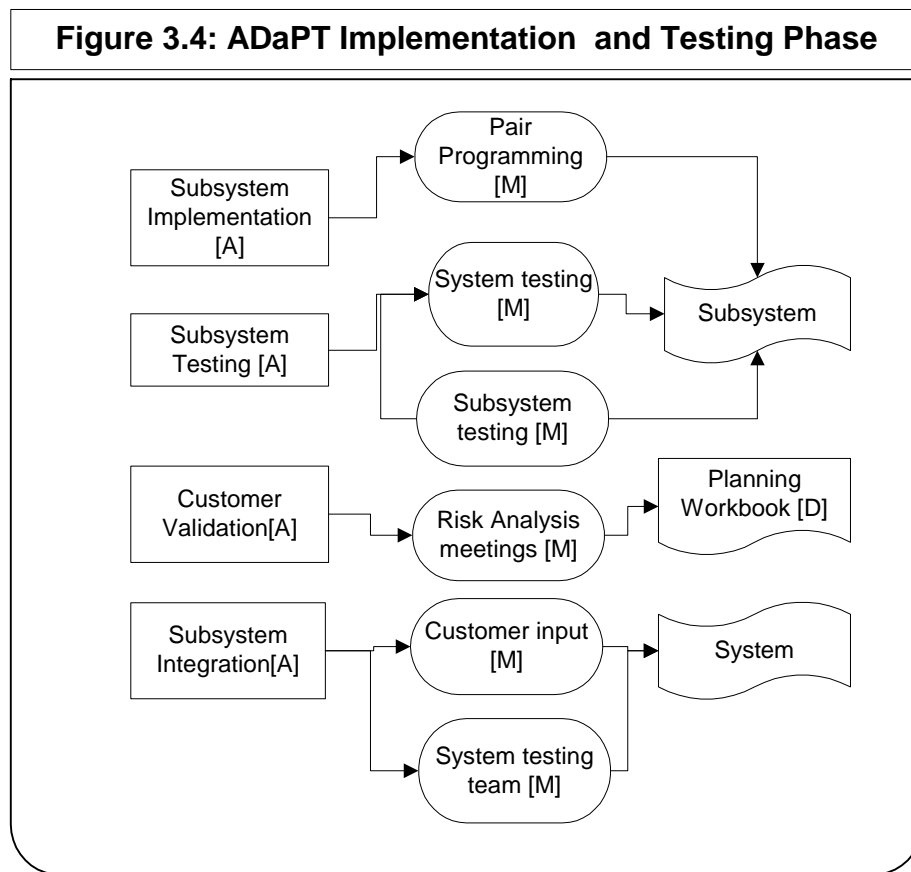 Figure 3.4: ADaPT Implementation  and Testing Phase
Pair
Programming
[M]
Subsystem
Implementation
[A]
System testing
[M]
Subsystem
Subsystem
Testing [A]
Subsystem
testing [M]
Planning
Workbook [D]
Customer
Validation[A]
Risk Analysis
meetings [M]
Customer input
[M]
Subsystem
Integration[A]
System
System testing
team [M]